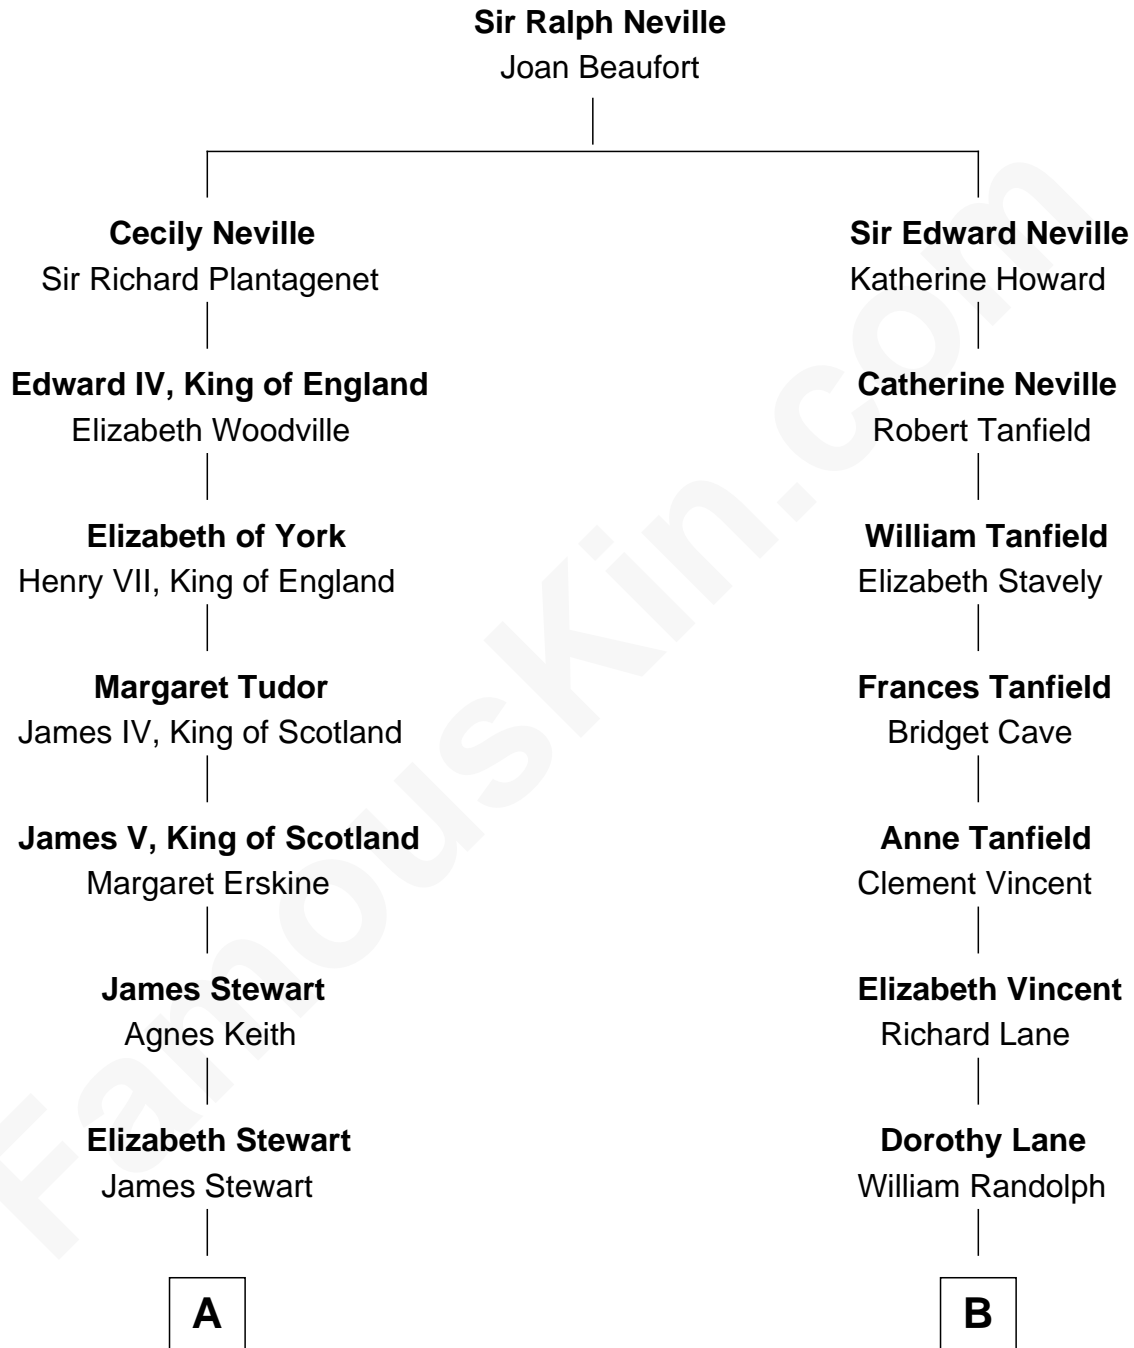 Sir Ralph Neville
Joan Beaufort
Cecily Neville
Sir Richard Plantagenet
Sir Edward Neville
Katherine Howard
Edward IV, King of England
Elizabeth Woodville
Catherine Neville
Robert Tanfield
Elizabeth of York
Henry VII, King of England
William Tanfield
Elizabeth Stavely
Margaret Tudor
James IV, King of Scotland
Frances Tanfield
Bridget Cave
James V, King of Scotland
Margaret Erskine
Anne Tanfield
Clement Vincent
James Stewart
Agnes Keith
Elizabeth Vincent
Richard Lane
Elizabeth Stewart
James Stewart
Dorothy Lane
William Randolph
A
B
FamousKin.com